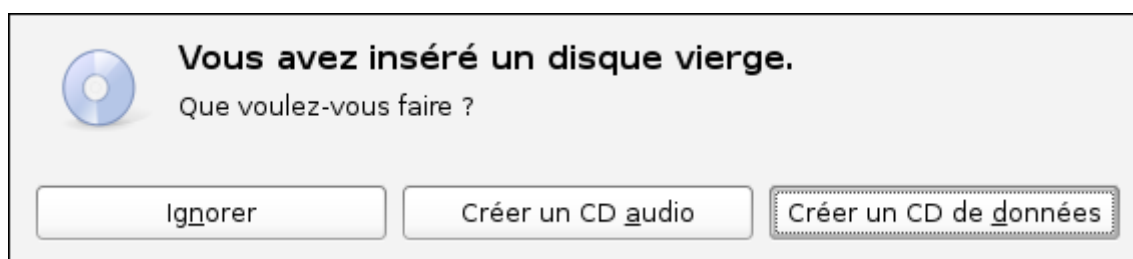 Vous avez inséré un disque vierge.
Que voulez-vous faire ?
Ignorer
Créer un CD audio
Créer un CD de données